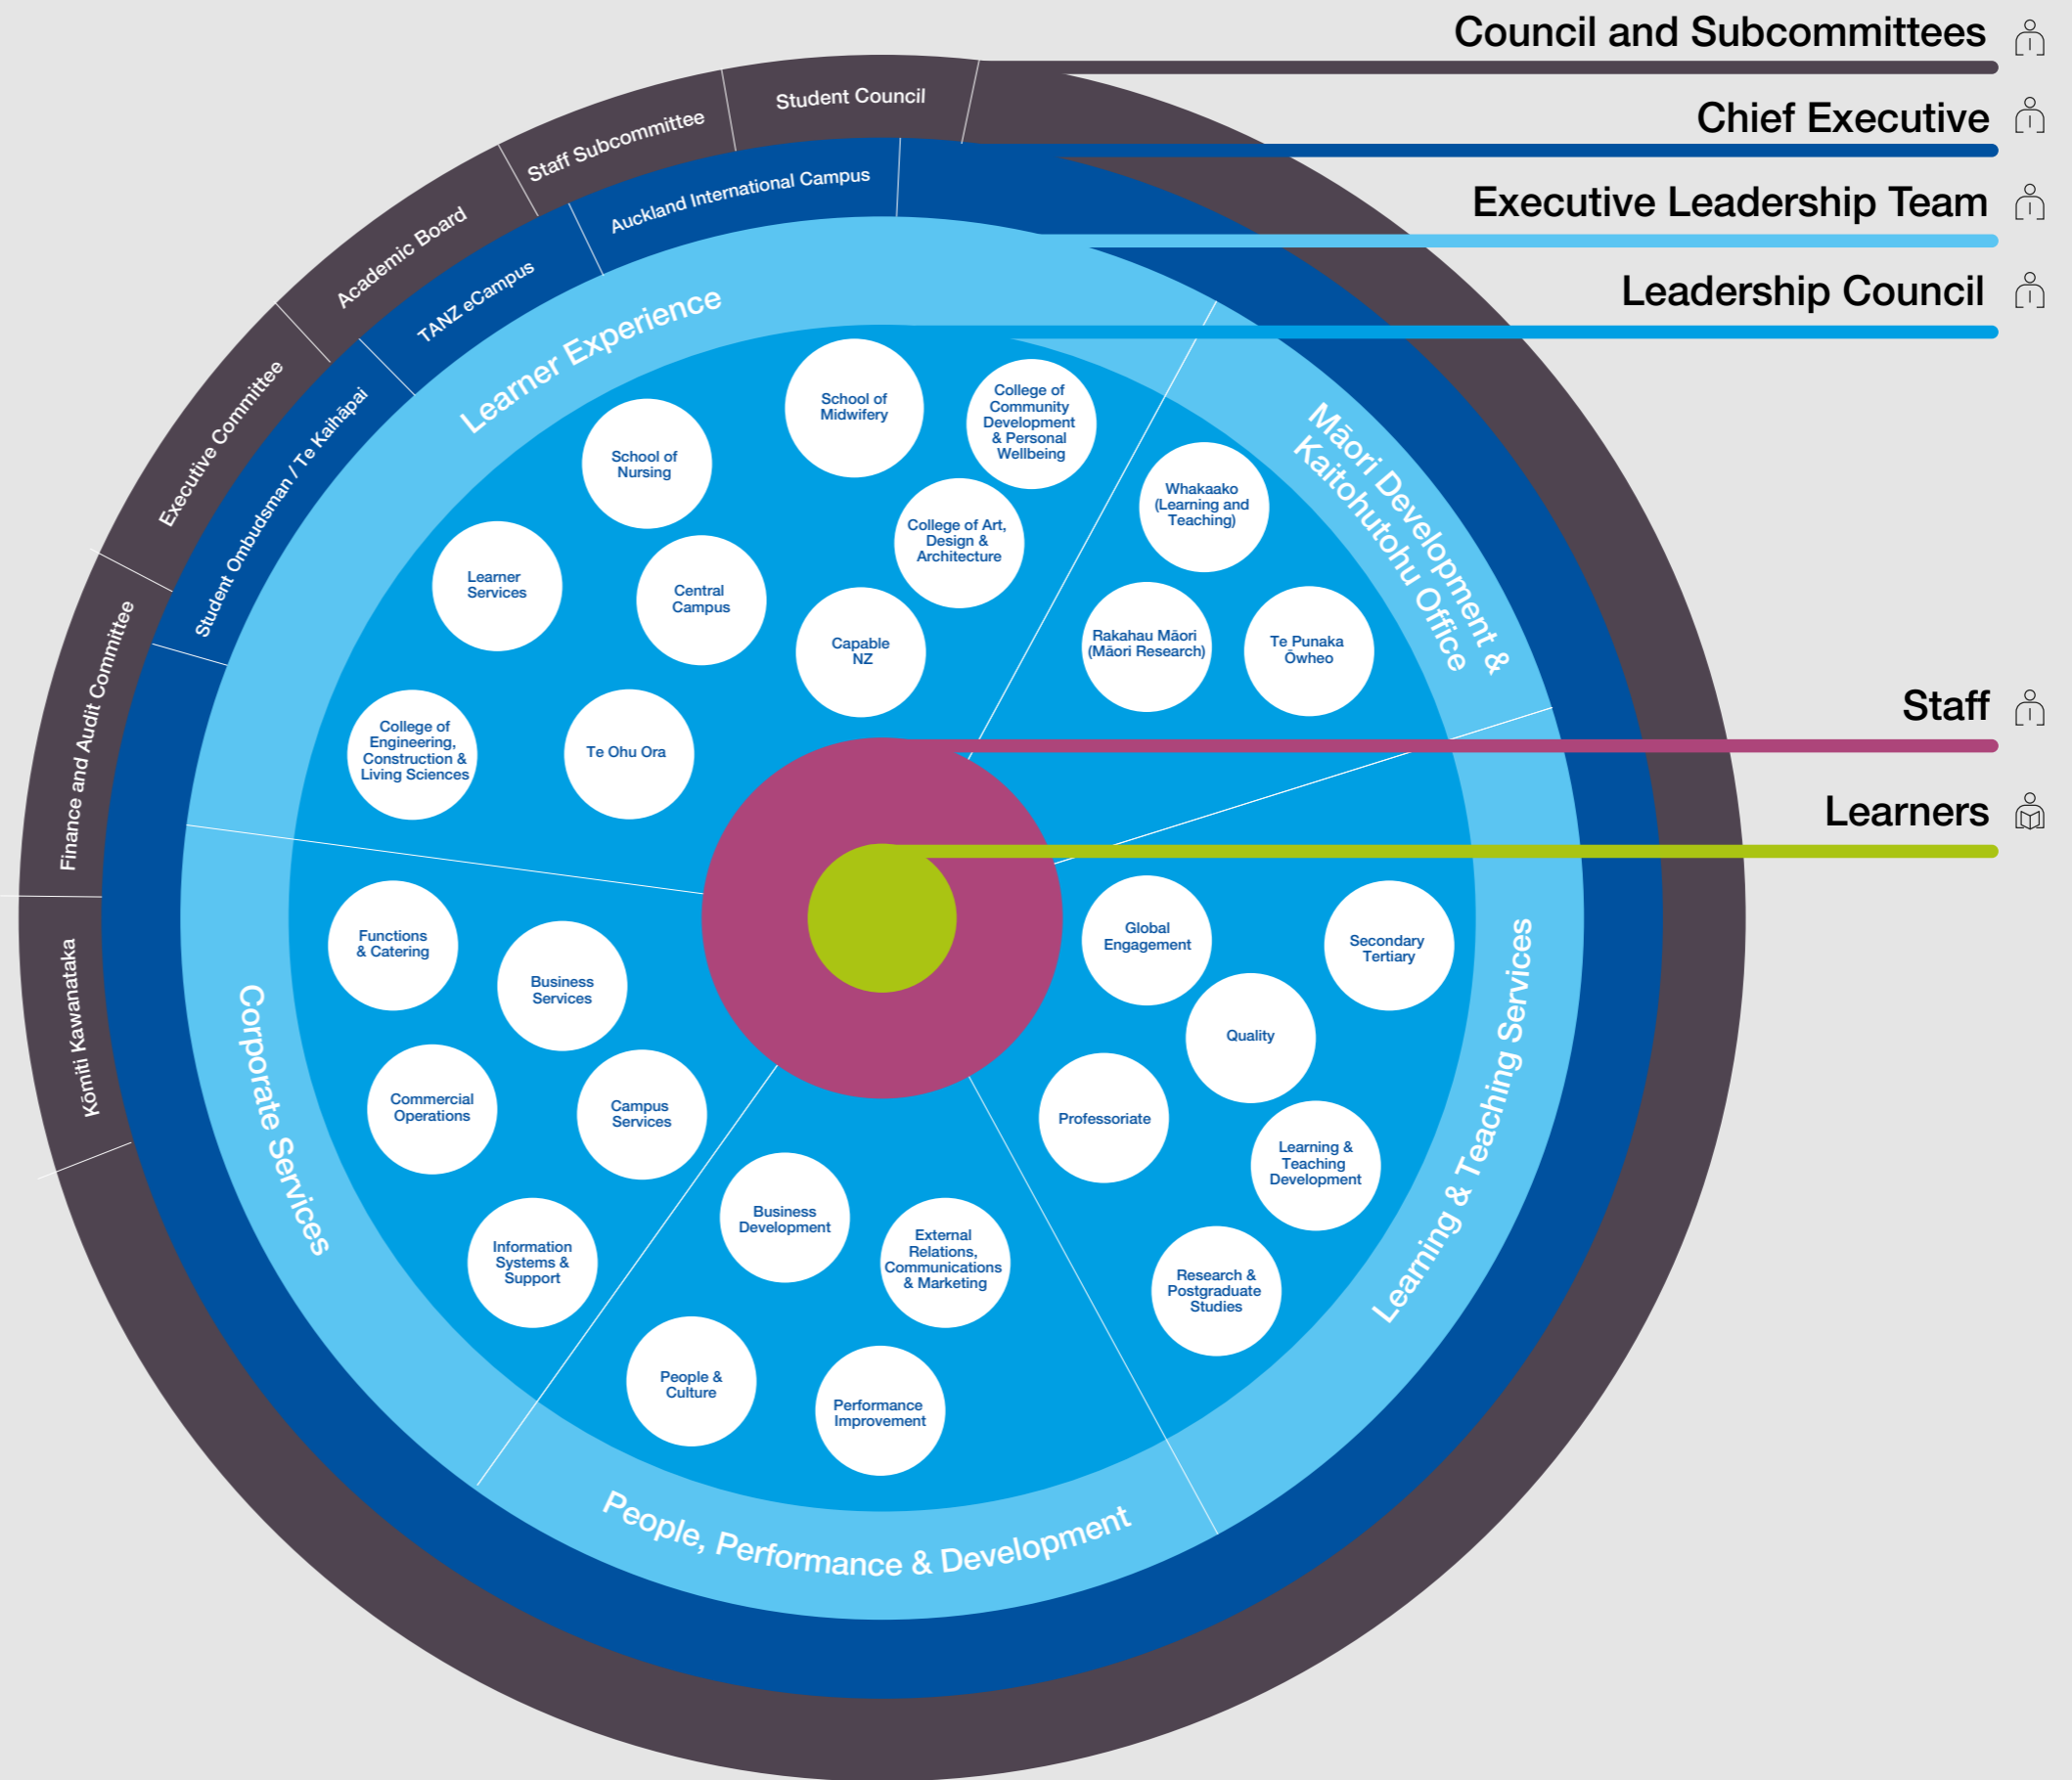 Council and Subcommittees
Chief Executive
Executive Leadership Team
Leadership Council
Staff
Learners
Student Council
Staff Subcommittee
Academic Board
Executive Committee
Finance and Audit Committee
Kōmiti Kawanataka
Auckland International Campus
TANZ eCampus
Student Ombudsman / Te Kaihāpai
Learner Experience
School of
Midwifery
College of
Community
Development
& Personal
Wellbeing
School of
Nursing
College of Art,
Design &
Architecture
Learner
Services
Central
Campus
Capable
NZ
College of
Engineering,
Construction &
Living Sciences
Te Ohu Ora
Māori Development &
Kaitohutohu Office
Whakaako
(Learning and
Teaching)
Rakahau Māori
(Māori Research)
Te Punaka
Ōwheo
Learning & Teaching Services
Global
Engagement
Secondary
Tertiary
Quality
Professoriate
Learning &
Teaching
Development
Research &
Postgraduate
Studies
People, Performance & Development
Business
Development
External
Relations,
Communications
& Marketing
People &
Culture
Performance
Improvement
Corporate Services
Functions
& Catering
Business
Services
Commercial
Operations
Campus
Services
Information
Systems &
Support